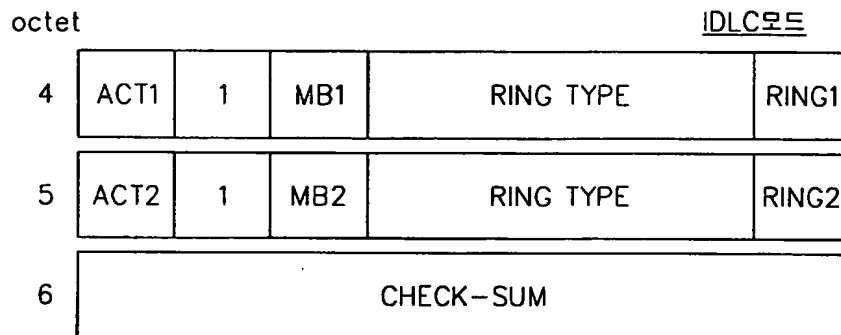 octet IDLC모드
4 ACT1 1 MB1 RING TYPE RING1
5 ACT2 1 MB2 RING TYPE RING2
6 CHECK-SUM